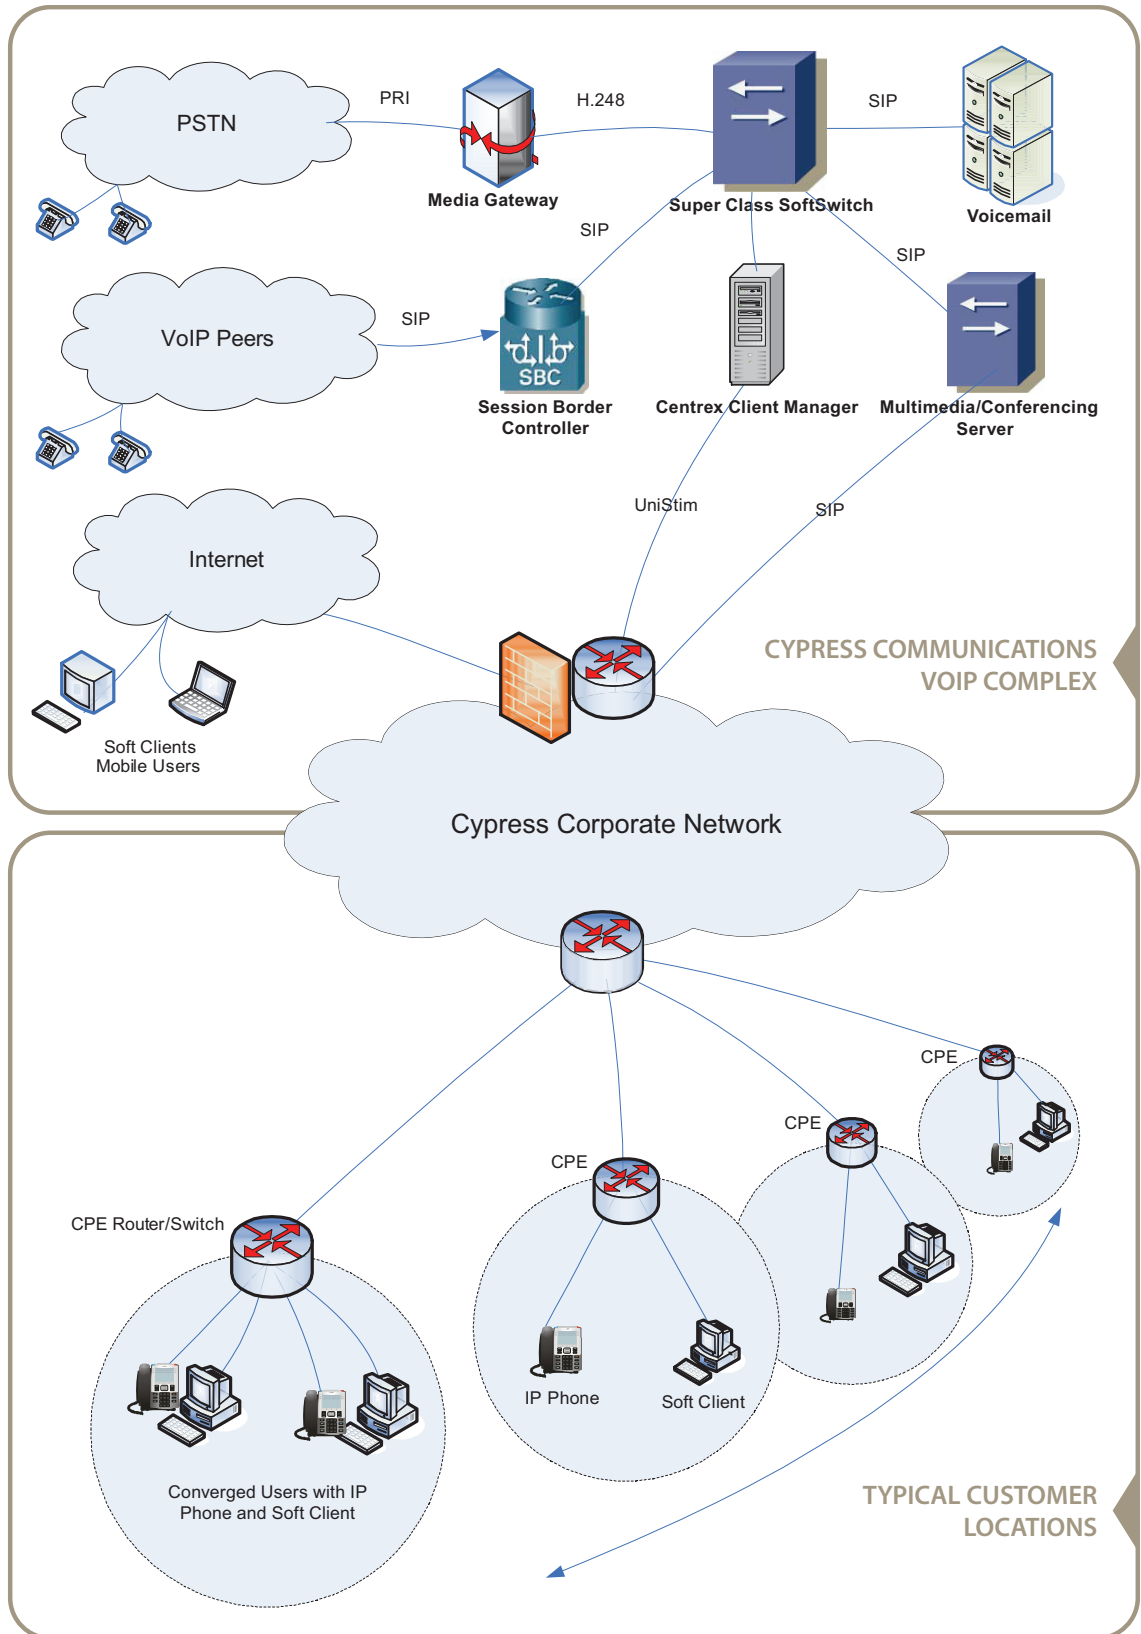 PSTN
PRI
Media Gateway
H.248
Super Class SoftSwitch
SIP
Voicemail
SIP
SIP
VoIP Peers
SIP
SBC
Session Border
Controller
Centrex Client Manager
Multimedia/Conferencing
Server
UniStim
SIP
Internet
Soft Clients
Mobile Users
CYPRESS COMMUNICATIONS
VOIP COMPLEX
Cypress Corporate Network
CPE
CPE
CPE
CPE Router/Switch
IP Phone
Soft Client
Converged Users with IP
Phone and Soft Client
TYPICAL CUSTOMER
LOCATIONS